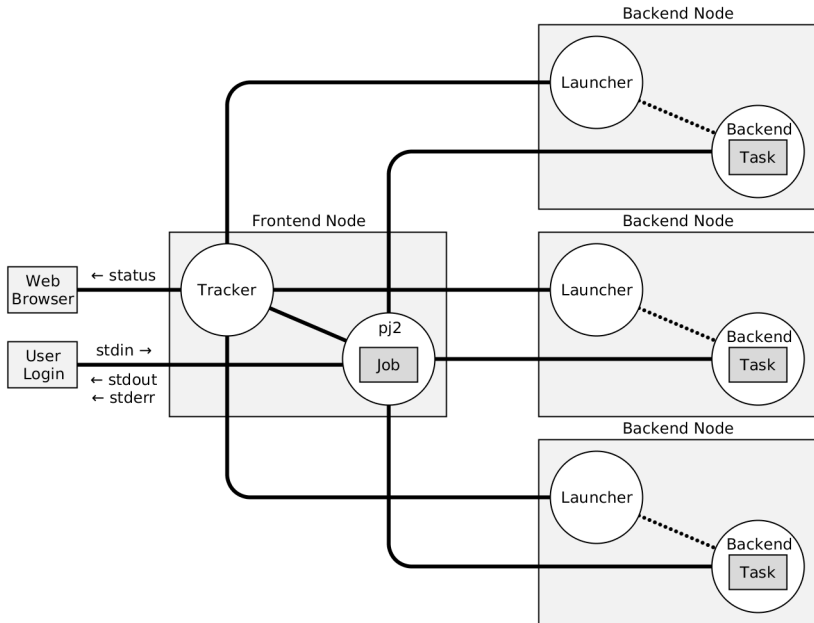 Backend Node
Launcher
Backend
Task
Frontend Node
Backend Node
Web
Browser
← status
Tracker
Launcher
pj2
Job
Backend
Task
User
Login
stdin →
← stdout
← stderr
Backend Node
Launcher
Backend
Task